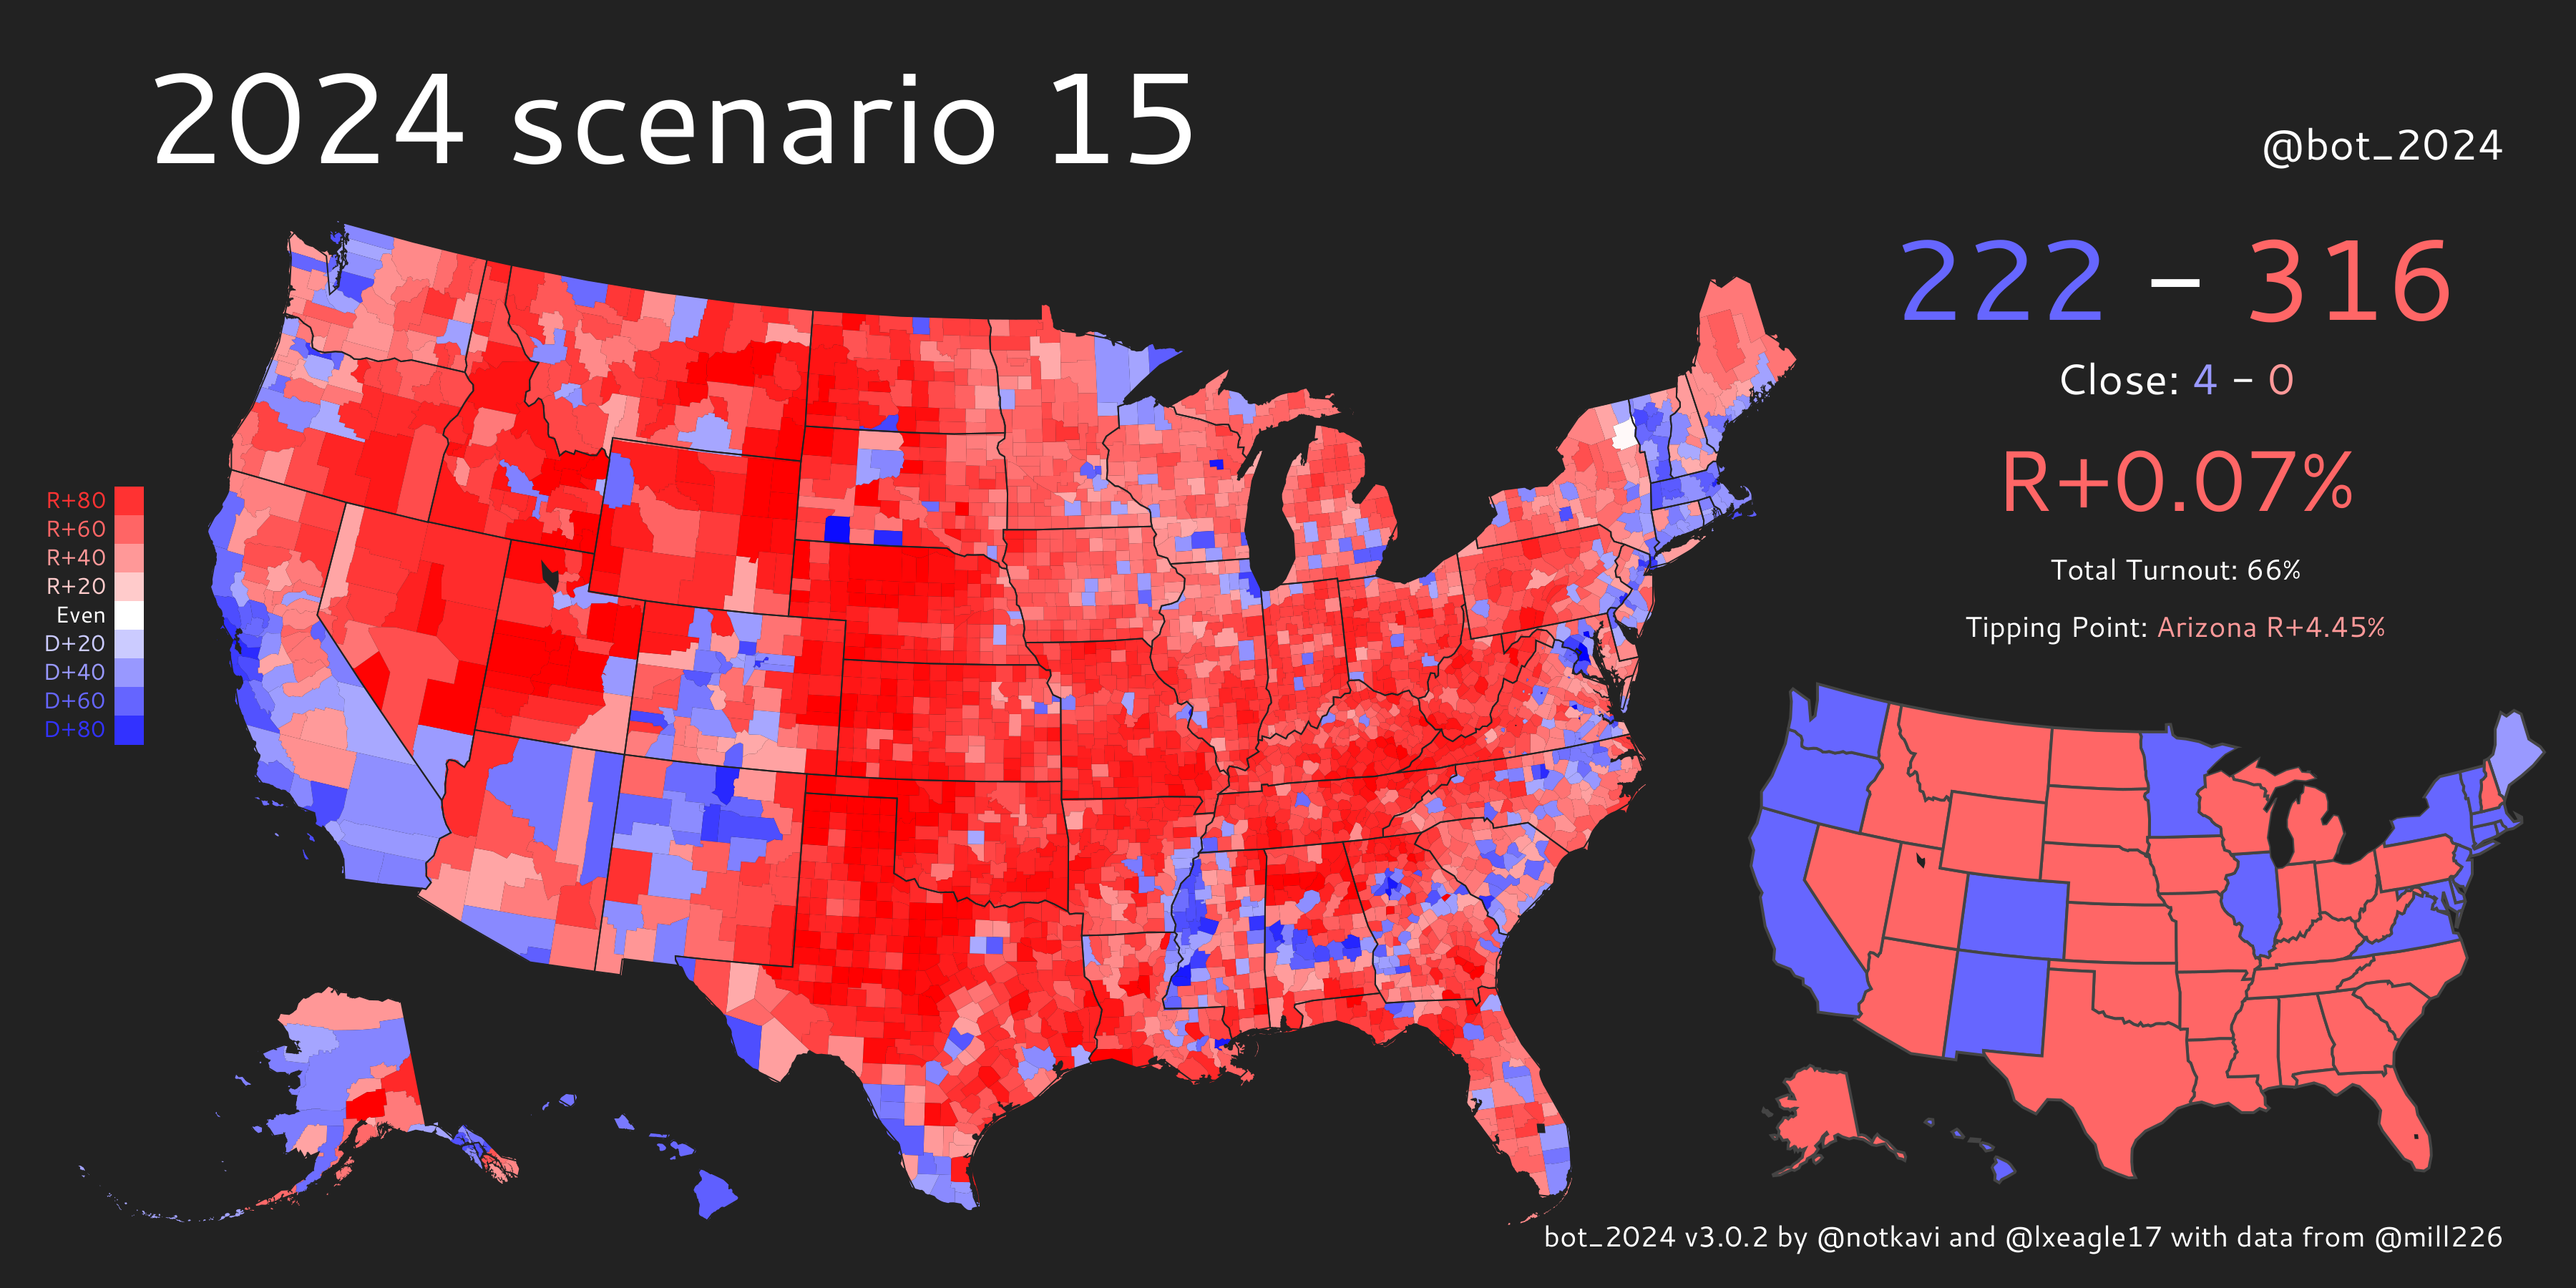 2024 scenario 15
@bot_2024
222 – 316
Close: 4 – 0
R+0.07%
Total Turnout: 66%
Tipping Point: Arizona R+4.45%
R+80
R+60
R+40
R+20
Even
D+20
D+40
D+60
D+80
bot_2024 v3.0.2 by @notkavi and @lxeagle17 with data from @mill226